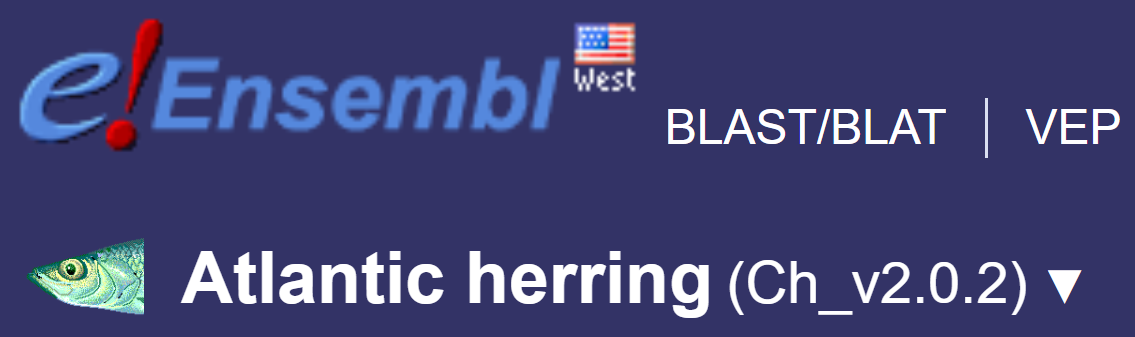 e!Ensembl
West
BLAST/BLAT | VEP
Atlantic herring (Ch_v2.0.2) ▼